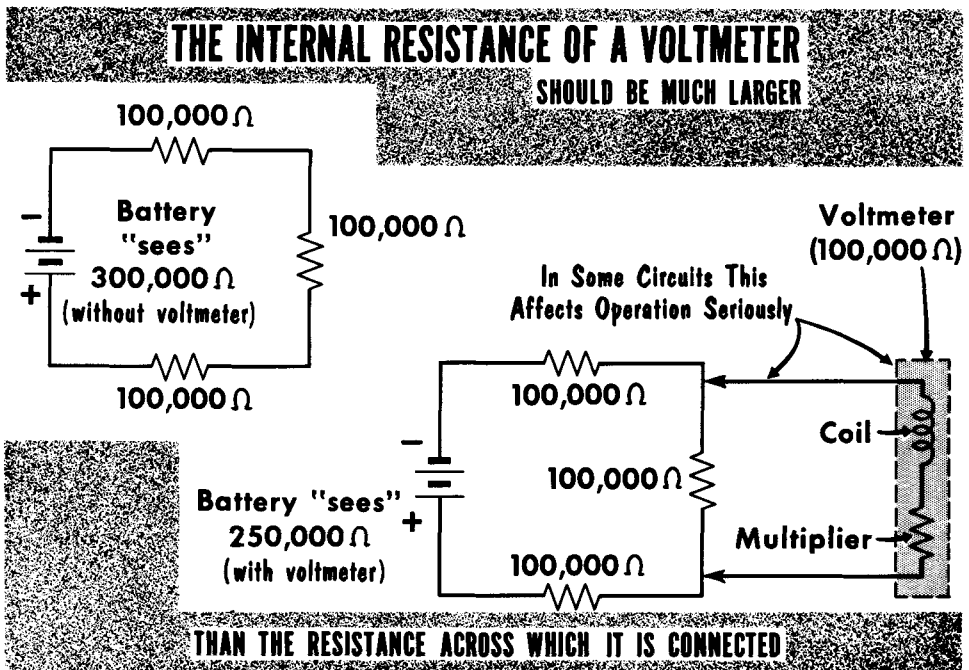 THE INTERNAL RESISTANCE OF A VOLTMETER
SHOULD BE MUCH LARGER
100,000 Ω
−
Battery
"sees"
300,000 Ω
(without voltmeter)
+
100,000 Ω
100,000 Ω
Voltmeter
(100,000 Ω)
In Some Circuits This
Affects Operation Seriously
100,000 Ω
Coil
−
100,000 Ω
Battery "sees"
250,000 Ω
(with voltmeter)
+
Multiplier
100,000 Ω
THAN THE RESISTANCE ACROSS WHICH IT IS CONNECTED